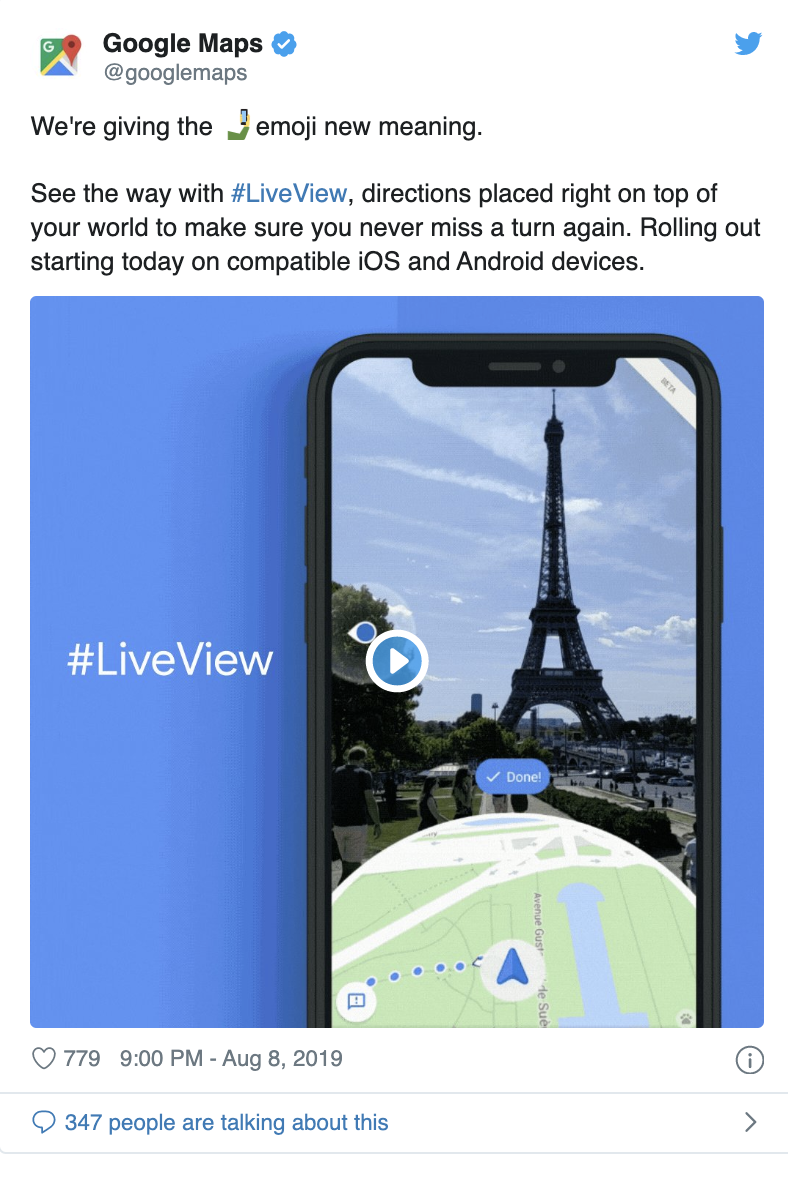 Google Maps
@googlemaps
We're giving the 🤳 emoji new meaning.
See the way with #LiveView, directions placed right on top of
your world to make sure you never miss a turn again. Rolling out
starting today on compatible iOS and Android devices.
BETA
#LiveView
Done!
Avenue Gust
de Suè
779 9:00 PM - Aug 8, 2019
347 people are talking about this